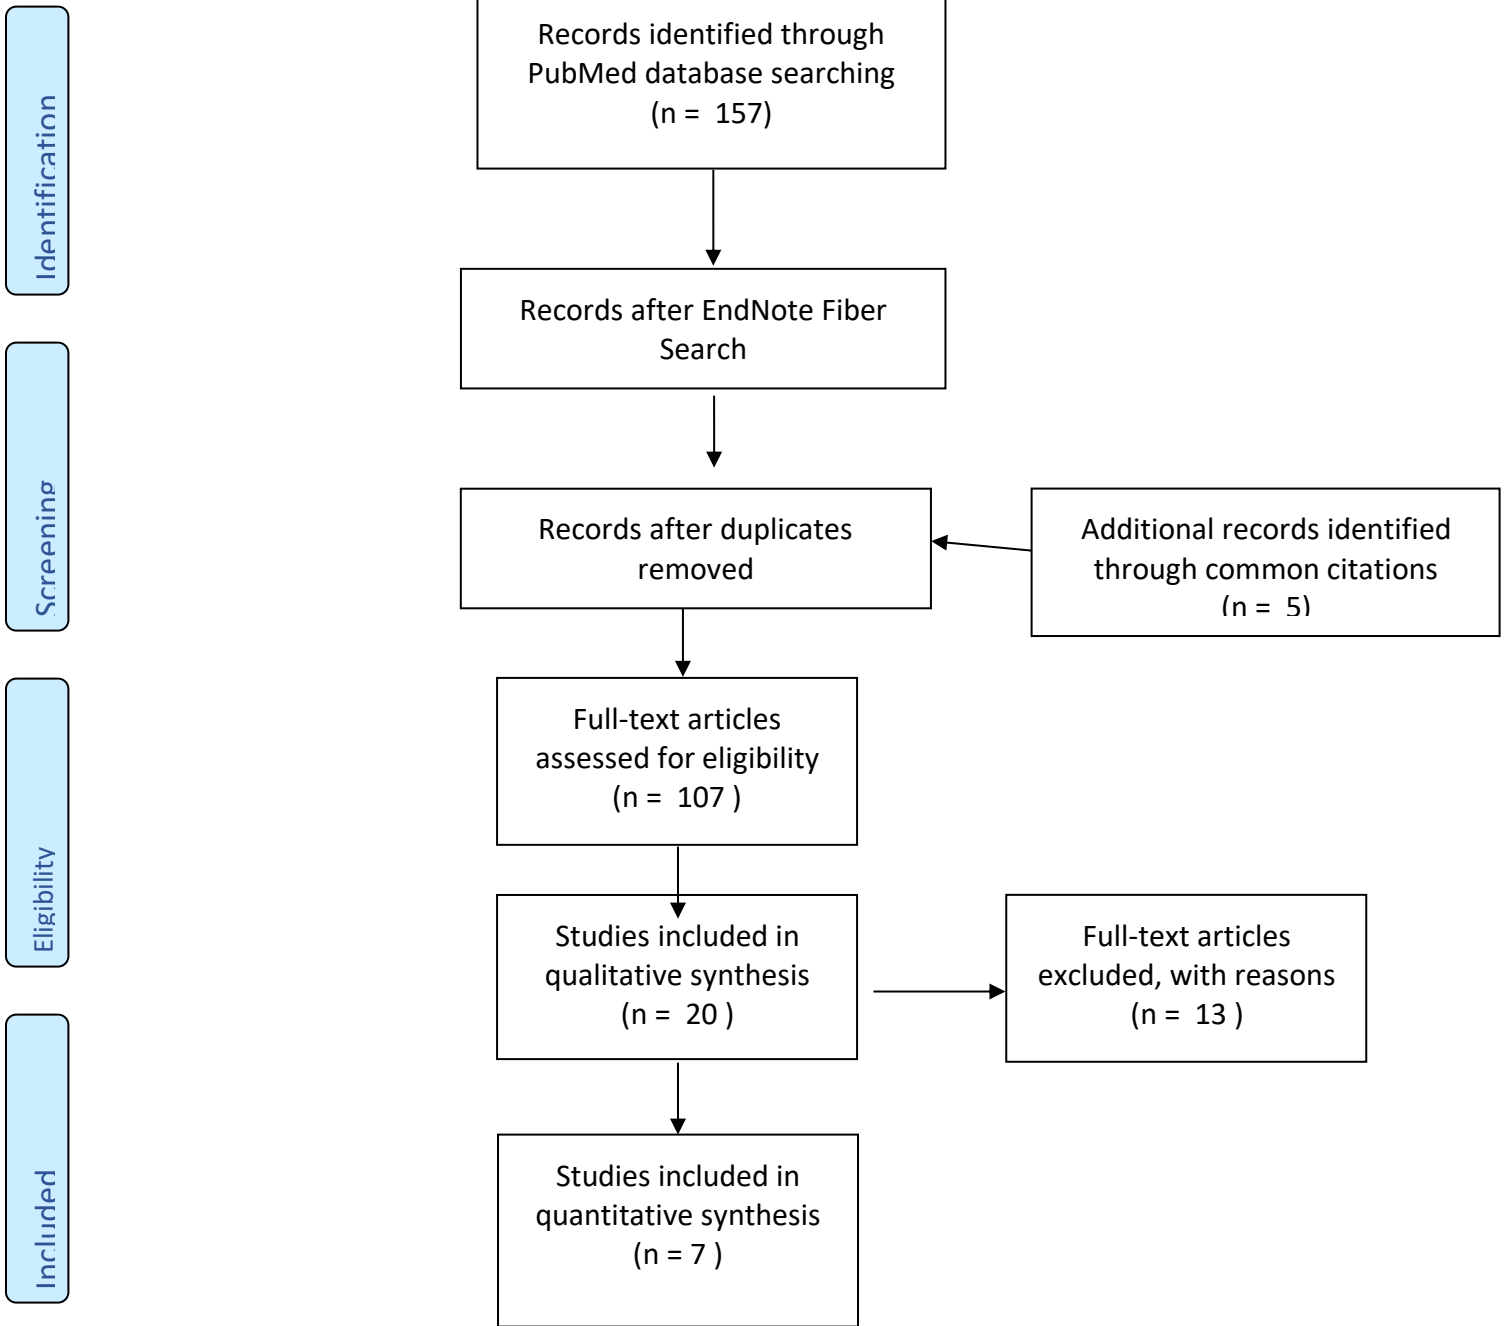 Identification
Records identified through
PubMed database searching
(n =  157)
Records after EndNote Fiber
Search
Screening
Records after duplicates
removed
Additional records identified
through common citations
(n =  5)
Full-text articles
assessed for eligibility
(n =  107 )
Eligibility
Studies included in
qualitative synthesis
(n =  20 )
Full-text articles
excluded, with reasons
(n =  13 )
Included
Studies included in
quantitative synthesis
(n = 7 )